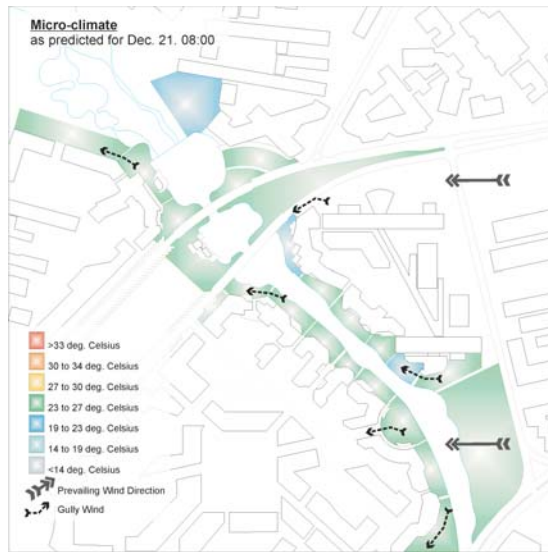 Micro-climate
as predicted for Dec. 21. 08:00
>33 deg. Celsius
30 to 34 deg. Celsius
27 to 30 deg. Celsius
23 to 27 deg. Celsius
19 to 23 deg. Celsius
14 to 19 deg. Celsius
<14 deg. Celsius
Prevailing Wind Direction
Gully Wind